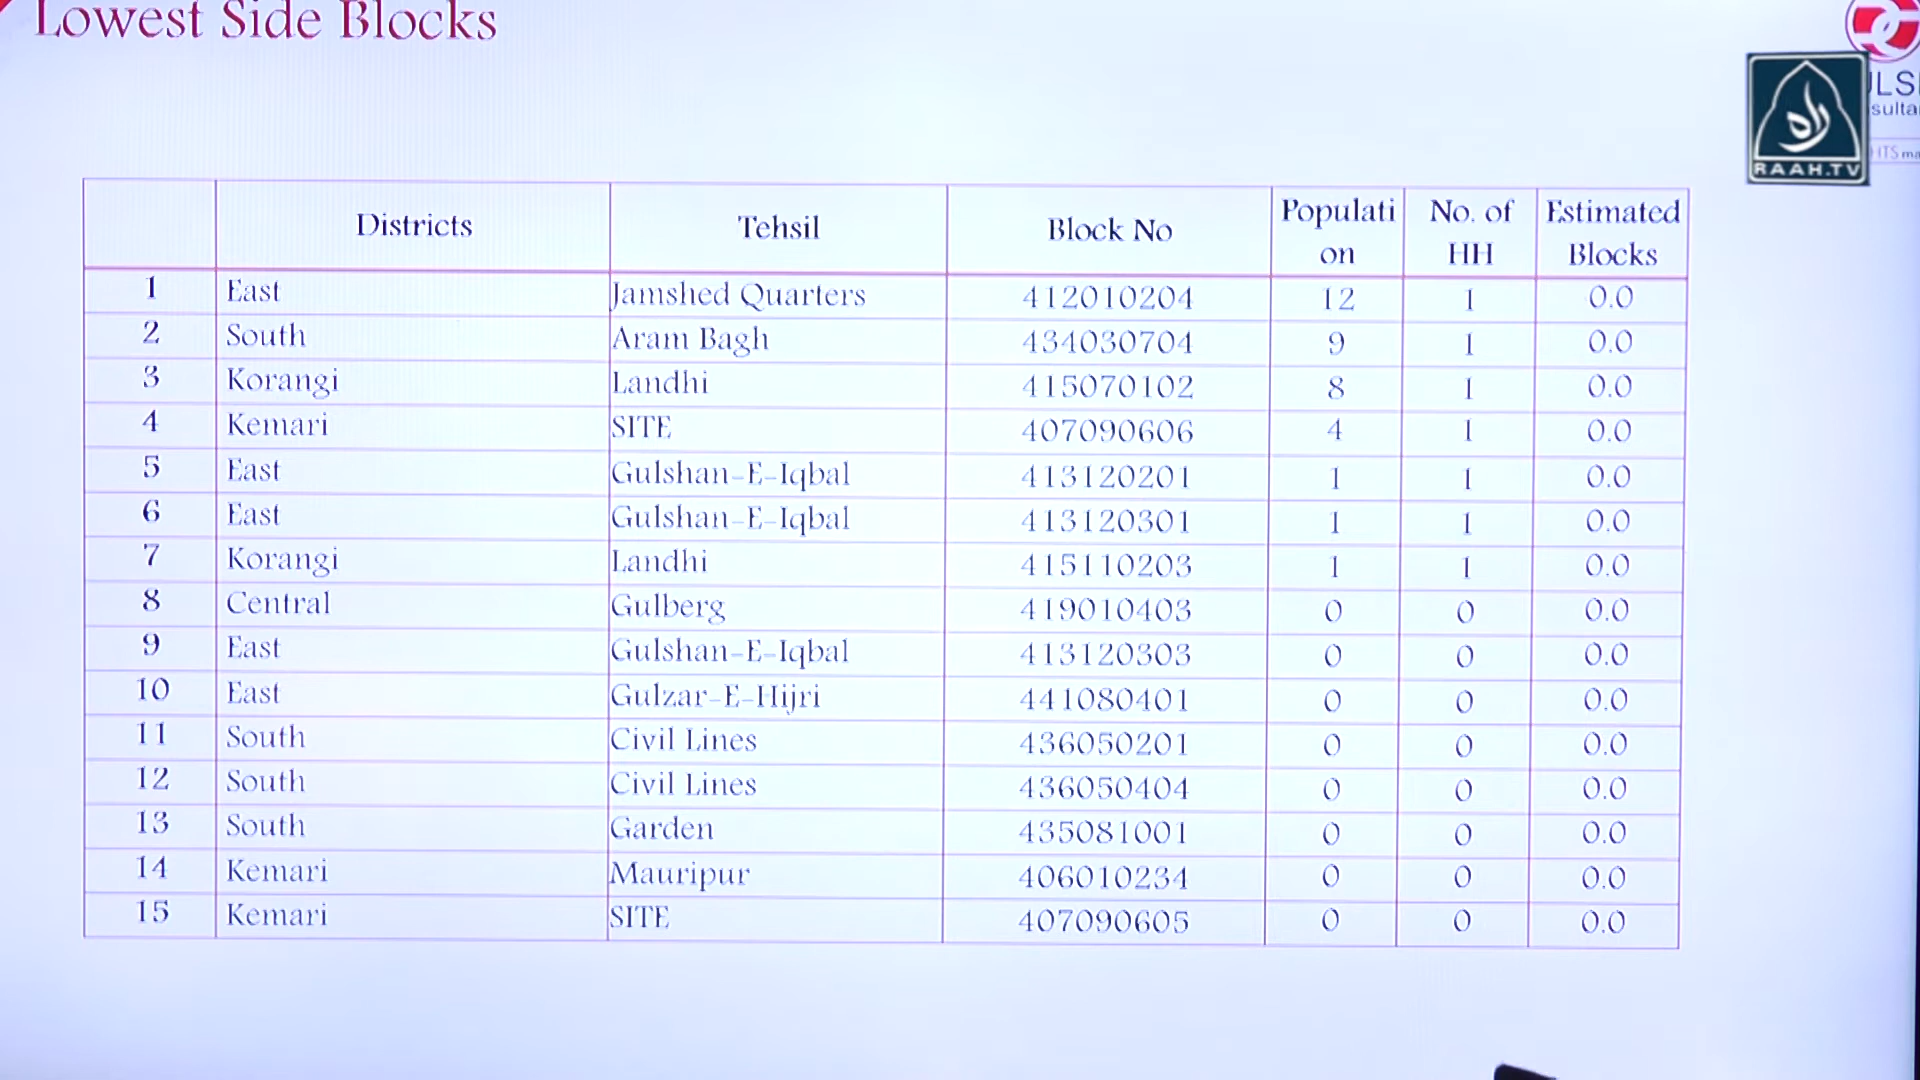 Lowest Side Blocks
RAAH.TV
Districts Tehsil Block No Populati on No. of HH Estimated Blocks
1 East Jamshed Quarters 412010204 12 1 0.0
2 South Aram Bagh 434030704 9 1 0.0
3 Korangi Landhi 415070102 8 1 0.0
4 Kemari SITE 407090606 4 1 0.0
5 East Gulshan-E-Iqbal 413120201 1 1 0.0
6 East Gulshan-E-Iqbal 413120301 1 1 0.0
7 Korangi Landhi 415110203 1 1 0.0
8 Central Gulberg 419010403 0 0 0.0
9 East Gulshan-E-Iqbal 413120303 0 0 0.0
10 East Gulzar-E-Hijri 441080401 0 0 0.0
11 South Civil Lines 436050201 0 0 0.0
12 South Civil Lines 436050404 0 0 0.0
13 South Garden 435081001 0 0 0.0
14 Kemari Mauripur 406010234 0 0 0.0
15 Kemari SITE 407090605 0 0 0.0